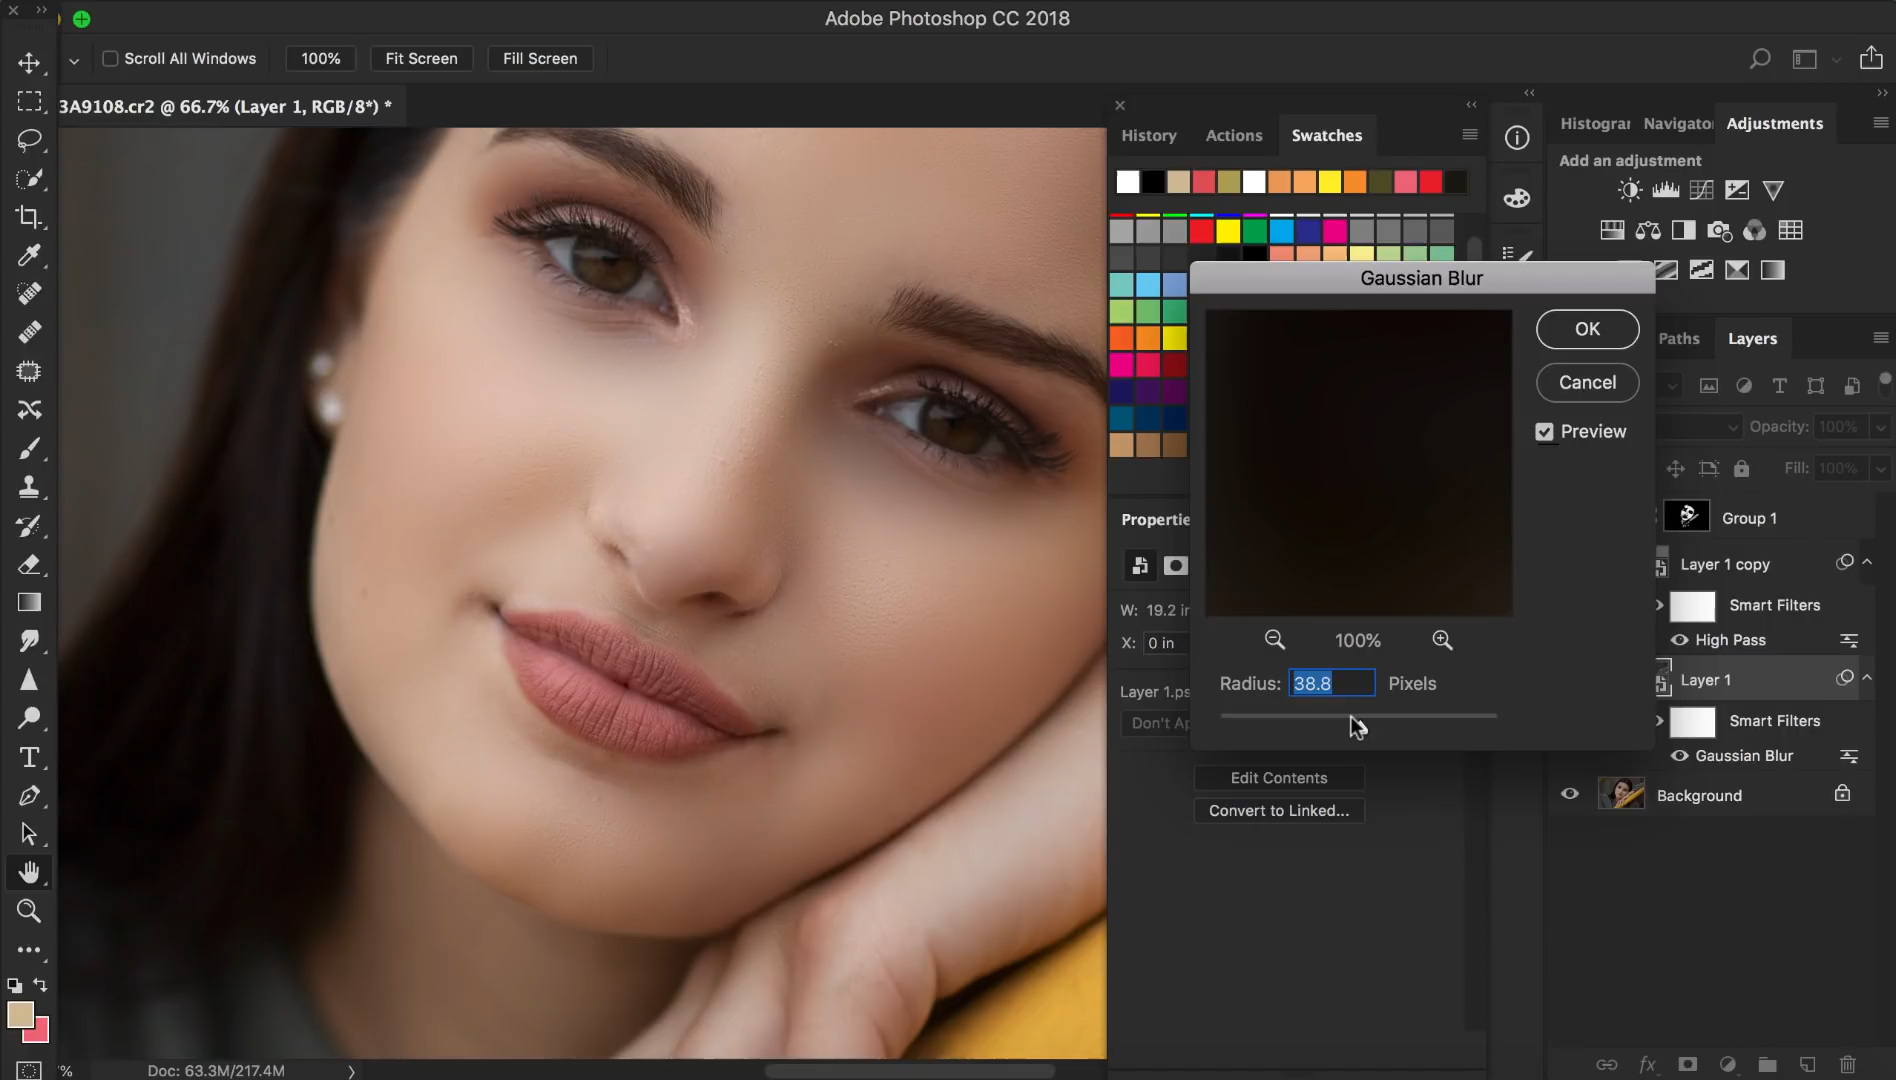 Adobe Photoshop CC 2018
Scroll All Windows
100%
Fit Screen
Fill Screen
3A9108.cr2 @ 66.7% (Layer 1, RGB/8*) *
History
Actions
Swatches
Histogran
Navigato
Adjustments
Add an adjustment
Gaussian Blur
OK
Cancel
Preview
100%
Radius: 38.8 Pixels
Paths
Layers
Opacity: 100%
Fill: 100%
Group 1
Layer 1 copy
Smart Filters
High Pass
Layer 1
Smart Filters
Gaussian Blur
Background
Propertie
W: 19.2 in
X: 0 in
Layer 1.ps
Don't Ap
Edit Contents
Convert to Linked...
%
Doc: 63.3M/217.4M